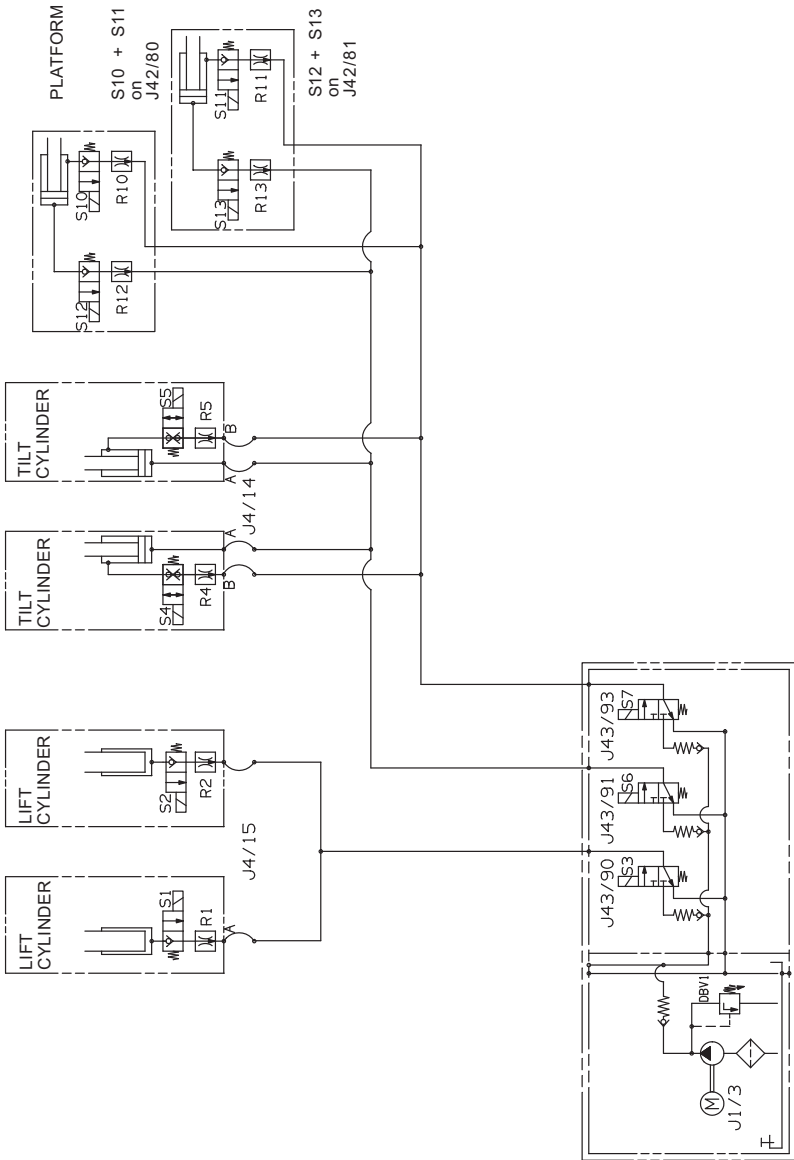 PLATFORM
S10 + S11
on
J42/80
S12 + S13
on
J42/81
S10
R10
S12
R12
S11
R11
S13
R13
TILT
CYLINDER
S5
R5
B
A
J4/14
TILT
CYLINDER
S4
R4
A
B
LIFT
CYLINDER
S2
R2
J4/15
LIFT
CYLINDER
S1
R1
A
J43/93
S7
J43/91
S6
J43/90
S3
DBV1
M
J1/3